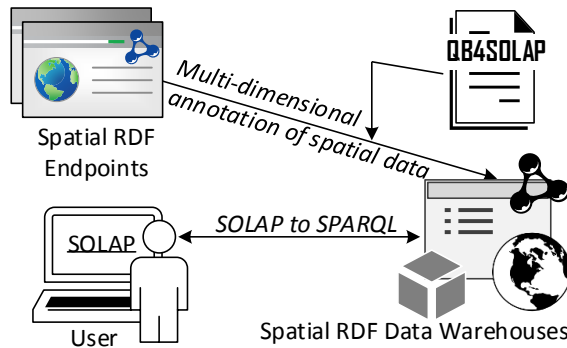 QB4SOLAP
Multi-dimensional
annotation of spatial data
Spatial RDF
Endpoints
SOLAP
SOLAP to SPARQL
User
Spatial RDF Data Warehouses